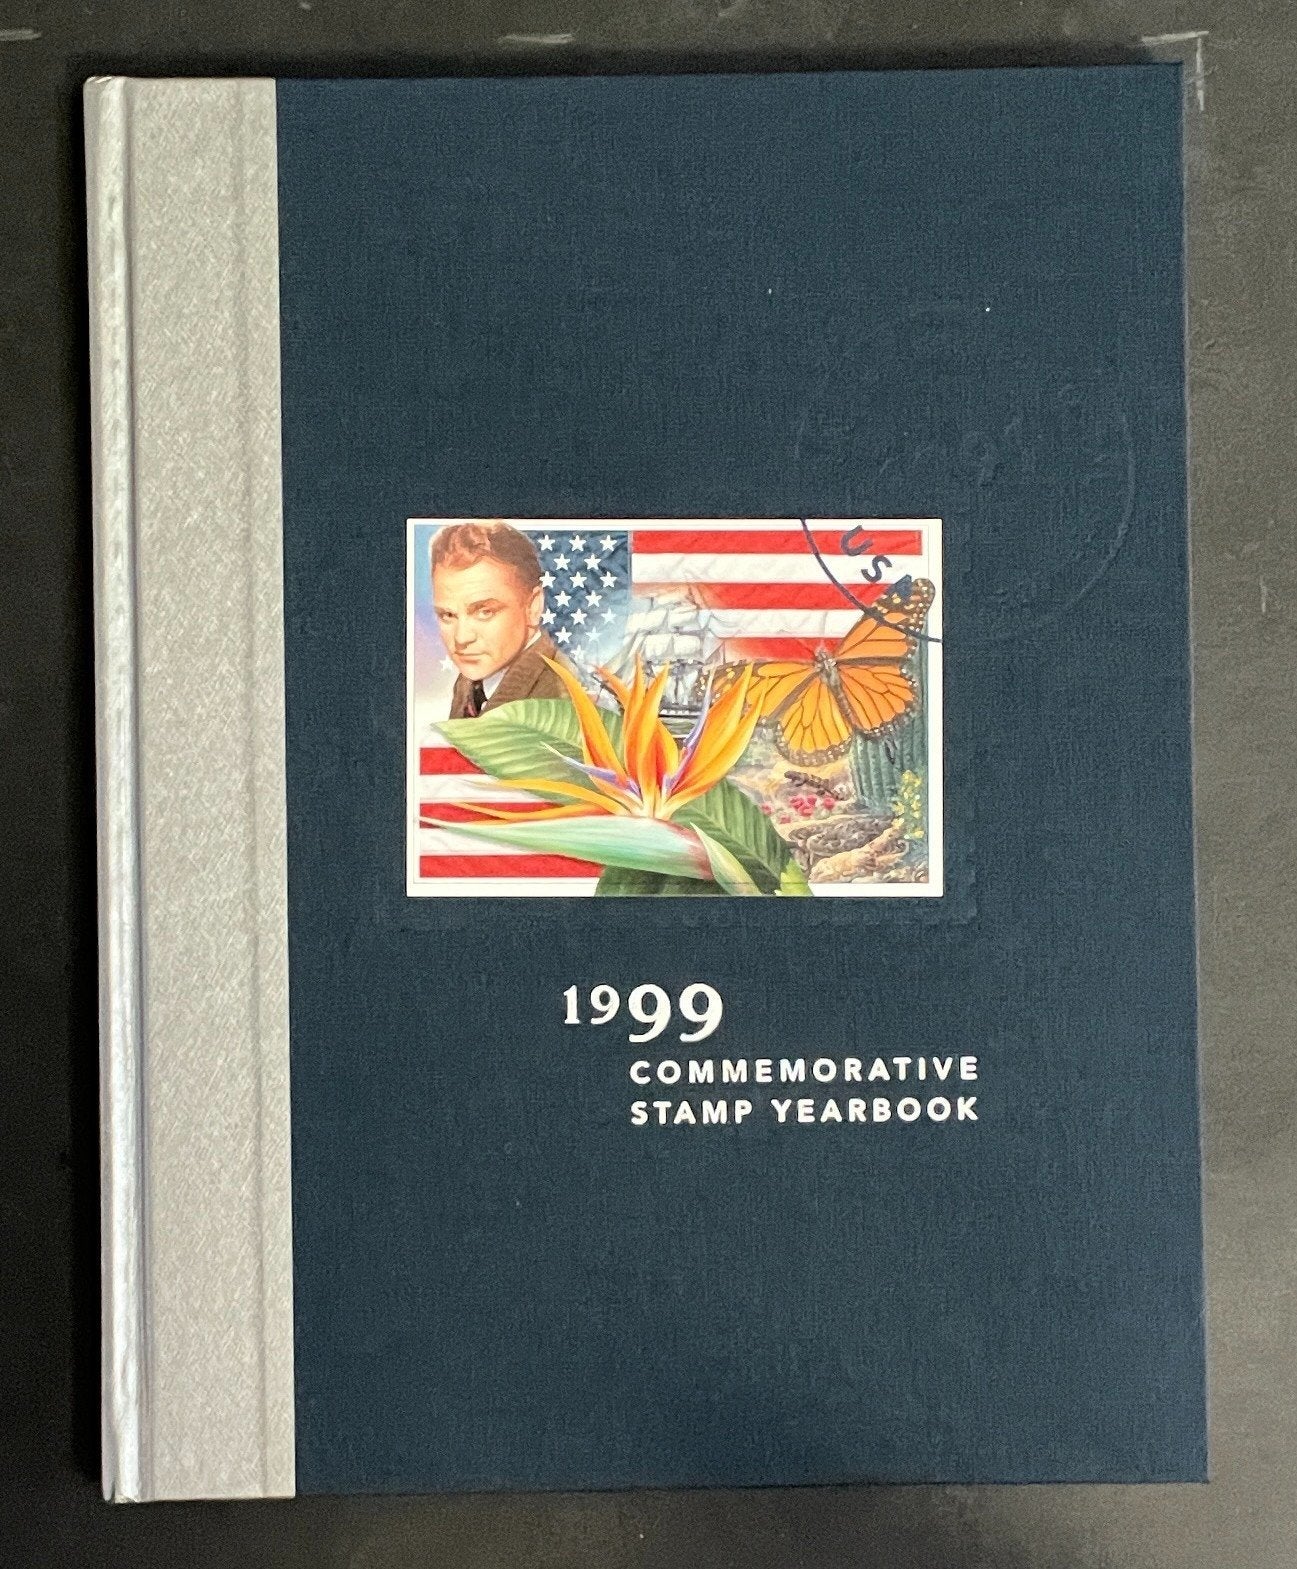 USA
1999
COMMEMORATIVE
STAMP YEARBOOK